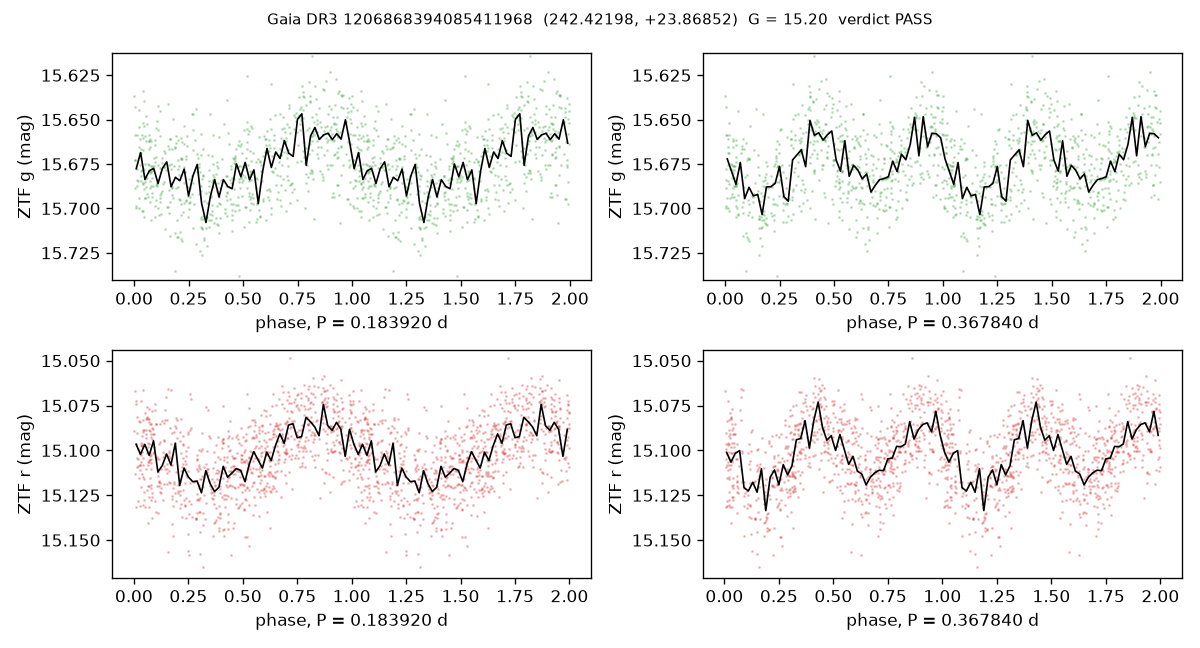 Gaia DR3 1206868394085411968 (242.42198, +23.86852) G = 15.20 verdict PASS
15.625
15.650
15.675
15.700
15.725
ZTF g (mag)
0.00 0.25 0.50 0.75 1.00 1.25 1.50 1.75 2.00
phase, P = 0.183920 d
15.625
15.650
15.675
15.700
15.725
ZTF g (mag)
0.00 0.25 0.50 0.75 1.00 1.25 1.50 1.75 2.00
phase, P = 0.367840 d
15.050
15.075
15.100
15.125
15.150
ZTF r (mag)
0.00 0.25 0.50 0.75 1.00 1.25 1.50 1.75 2.00
phase, P = 0.183920 d
15.050
15.075
15.100
15.125
15.150
ZTF r (mag)
0.00 0.25 0.50 0.75 1.00 1.25 1.50 1.75 2.00
phase, P = 0.367840 d